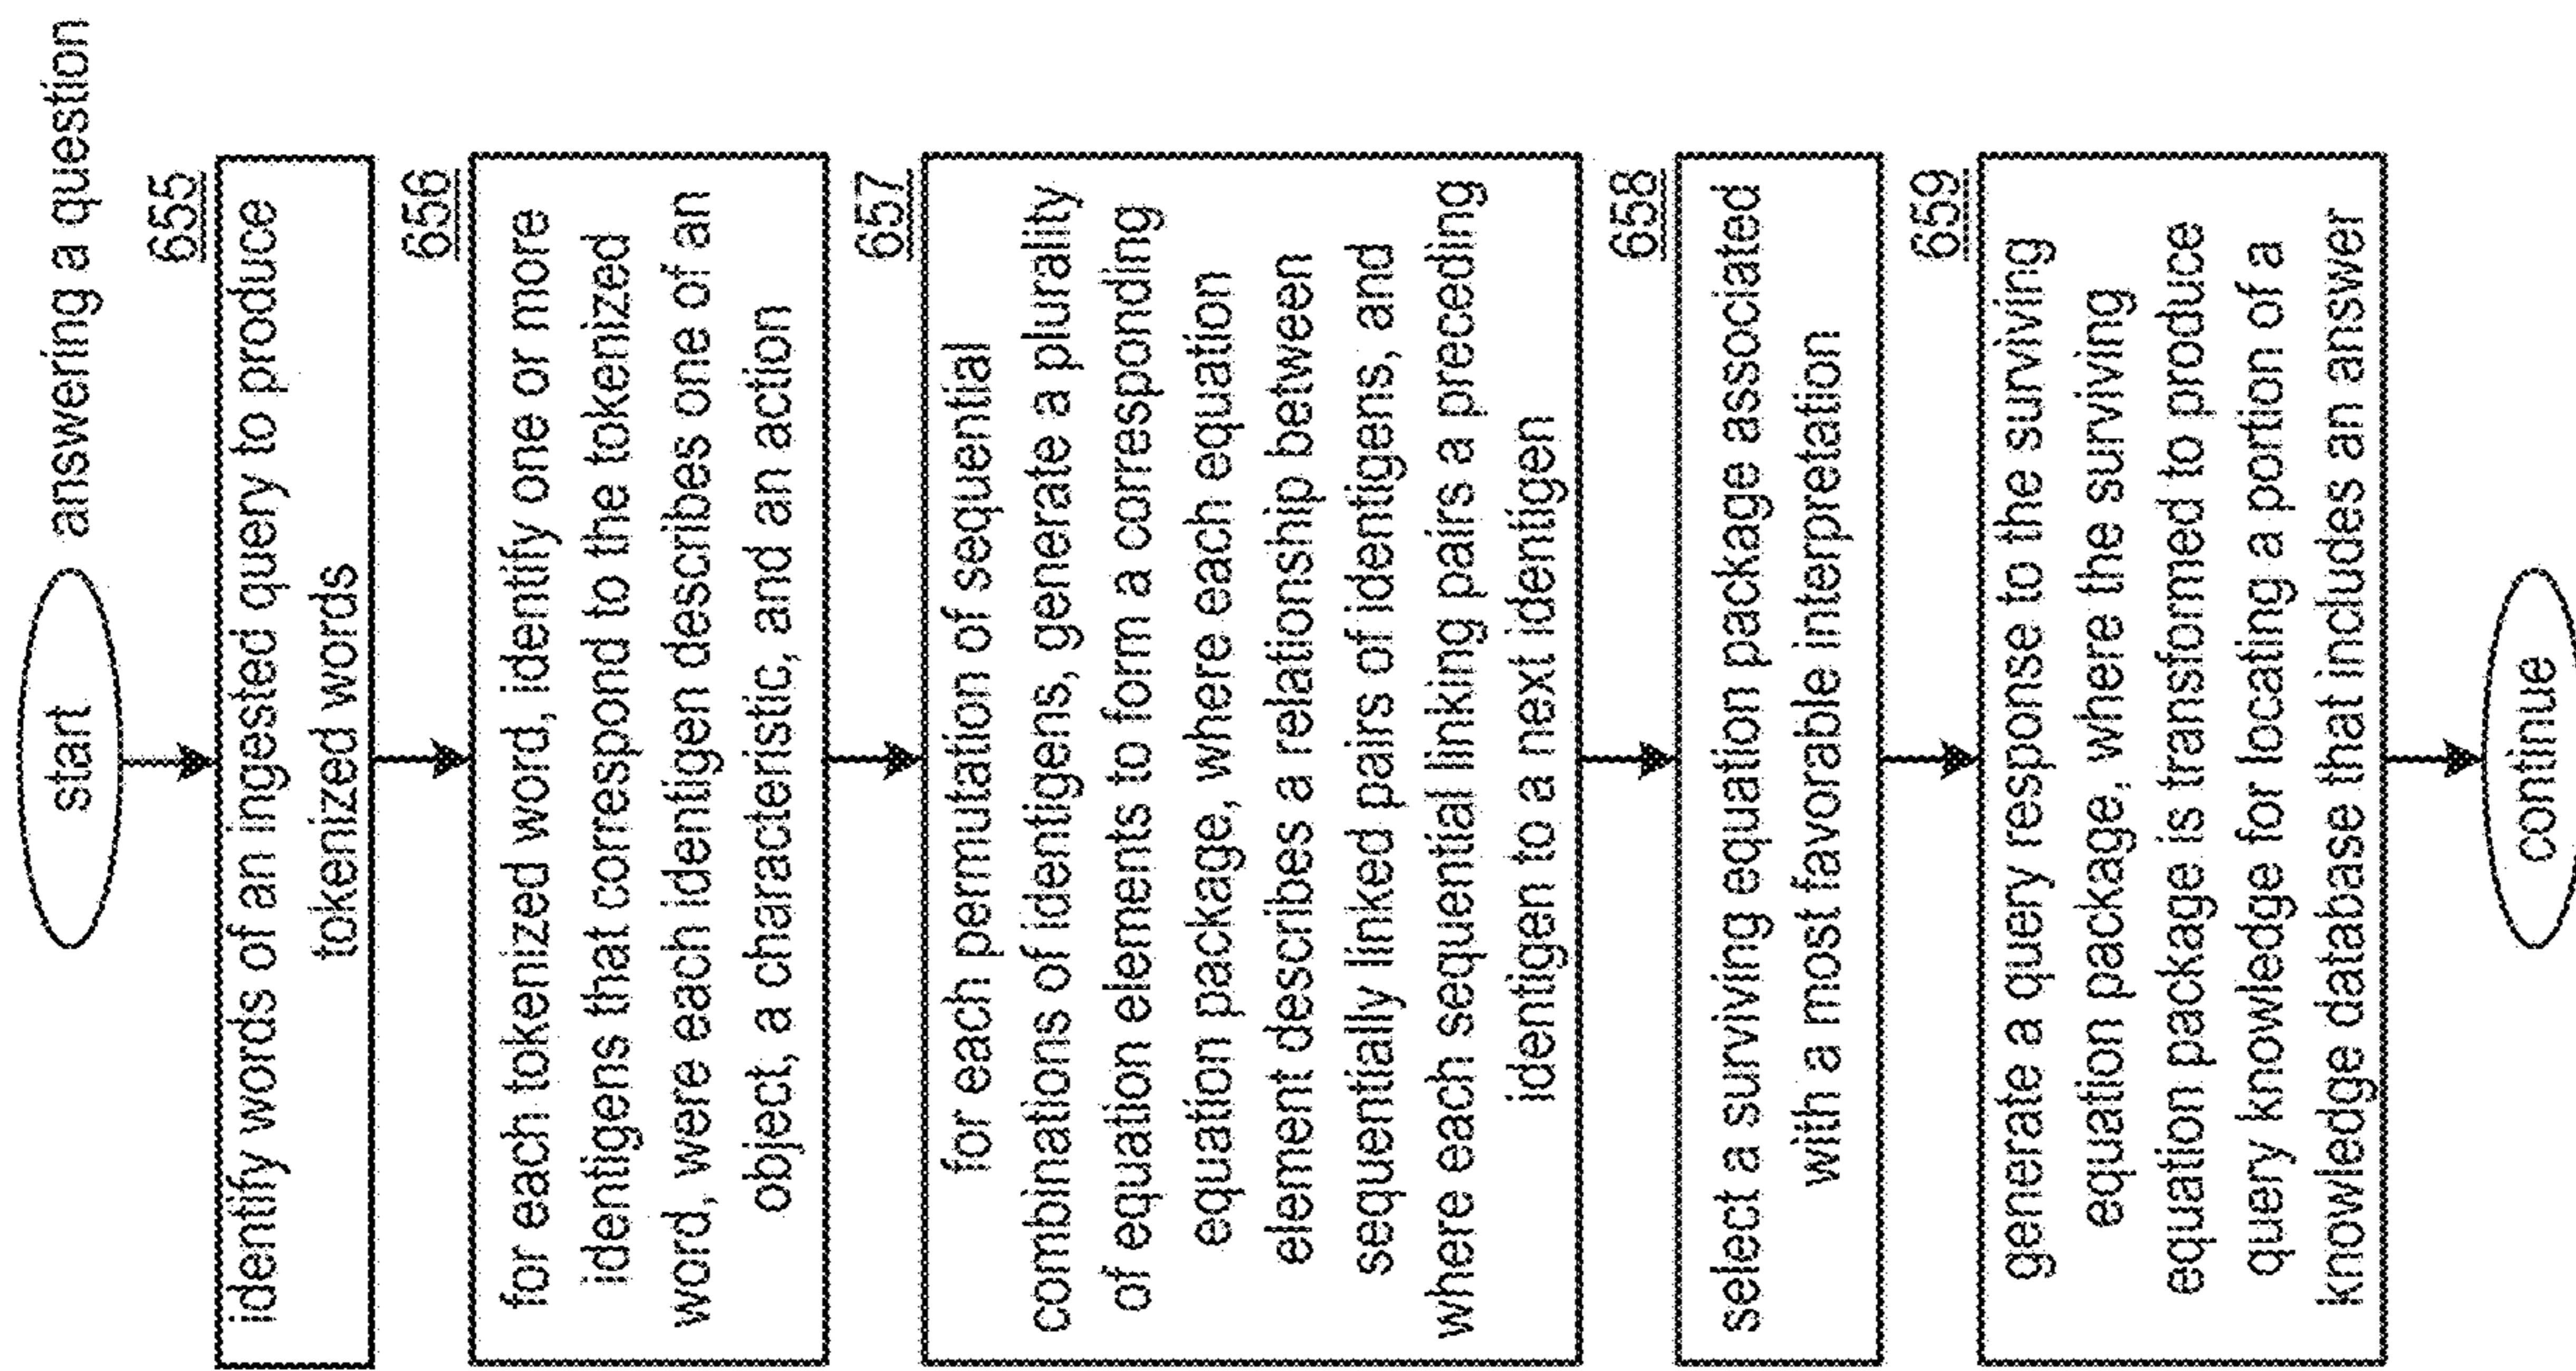 start
answering a question
655
identify words of an ingested query to produce
tokenized words
656
for each tokenized word, identify one or more
identigens that correspond to the tokenized
word, were each identigen describes one of an
object, a characteristic, and an action
657
for each permutation of sequential
combinations of identigens, generate a plurality
of equation elements to form a corresponding
equation package, where each equation
element describes a relationship between
sequentially linked pairs of identigens, and
where each sequential linking pairs a preceding
identigen to a next identigen
658
select a surviving equation package associated
with a most favorable interpretation
659
generate a query response to the surviving
equation package, where the surviving
equation package is transformed to produce
query knowledge for locating a portion of a
knowledge database that includes an answer
continue